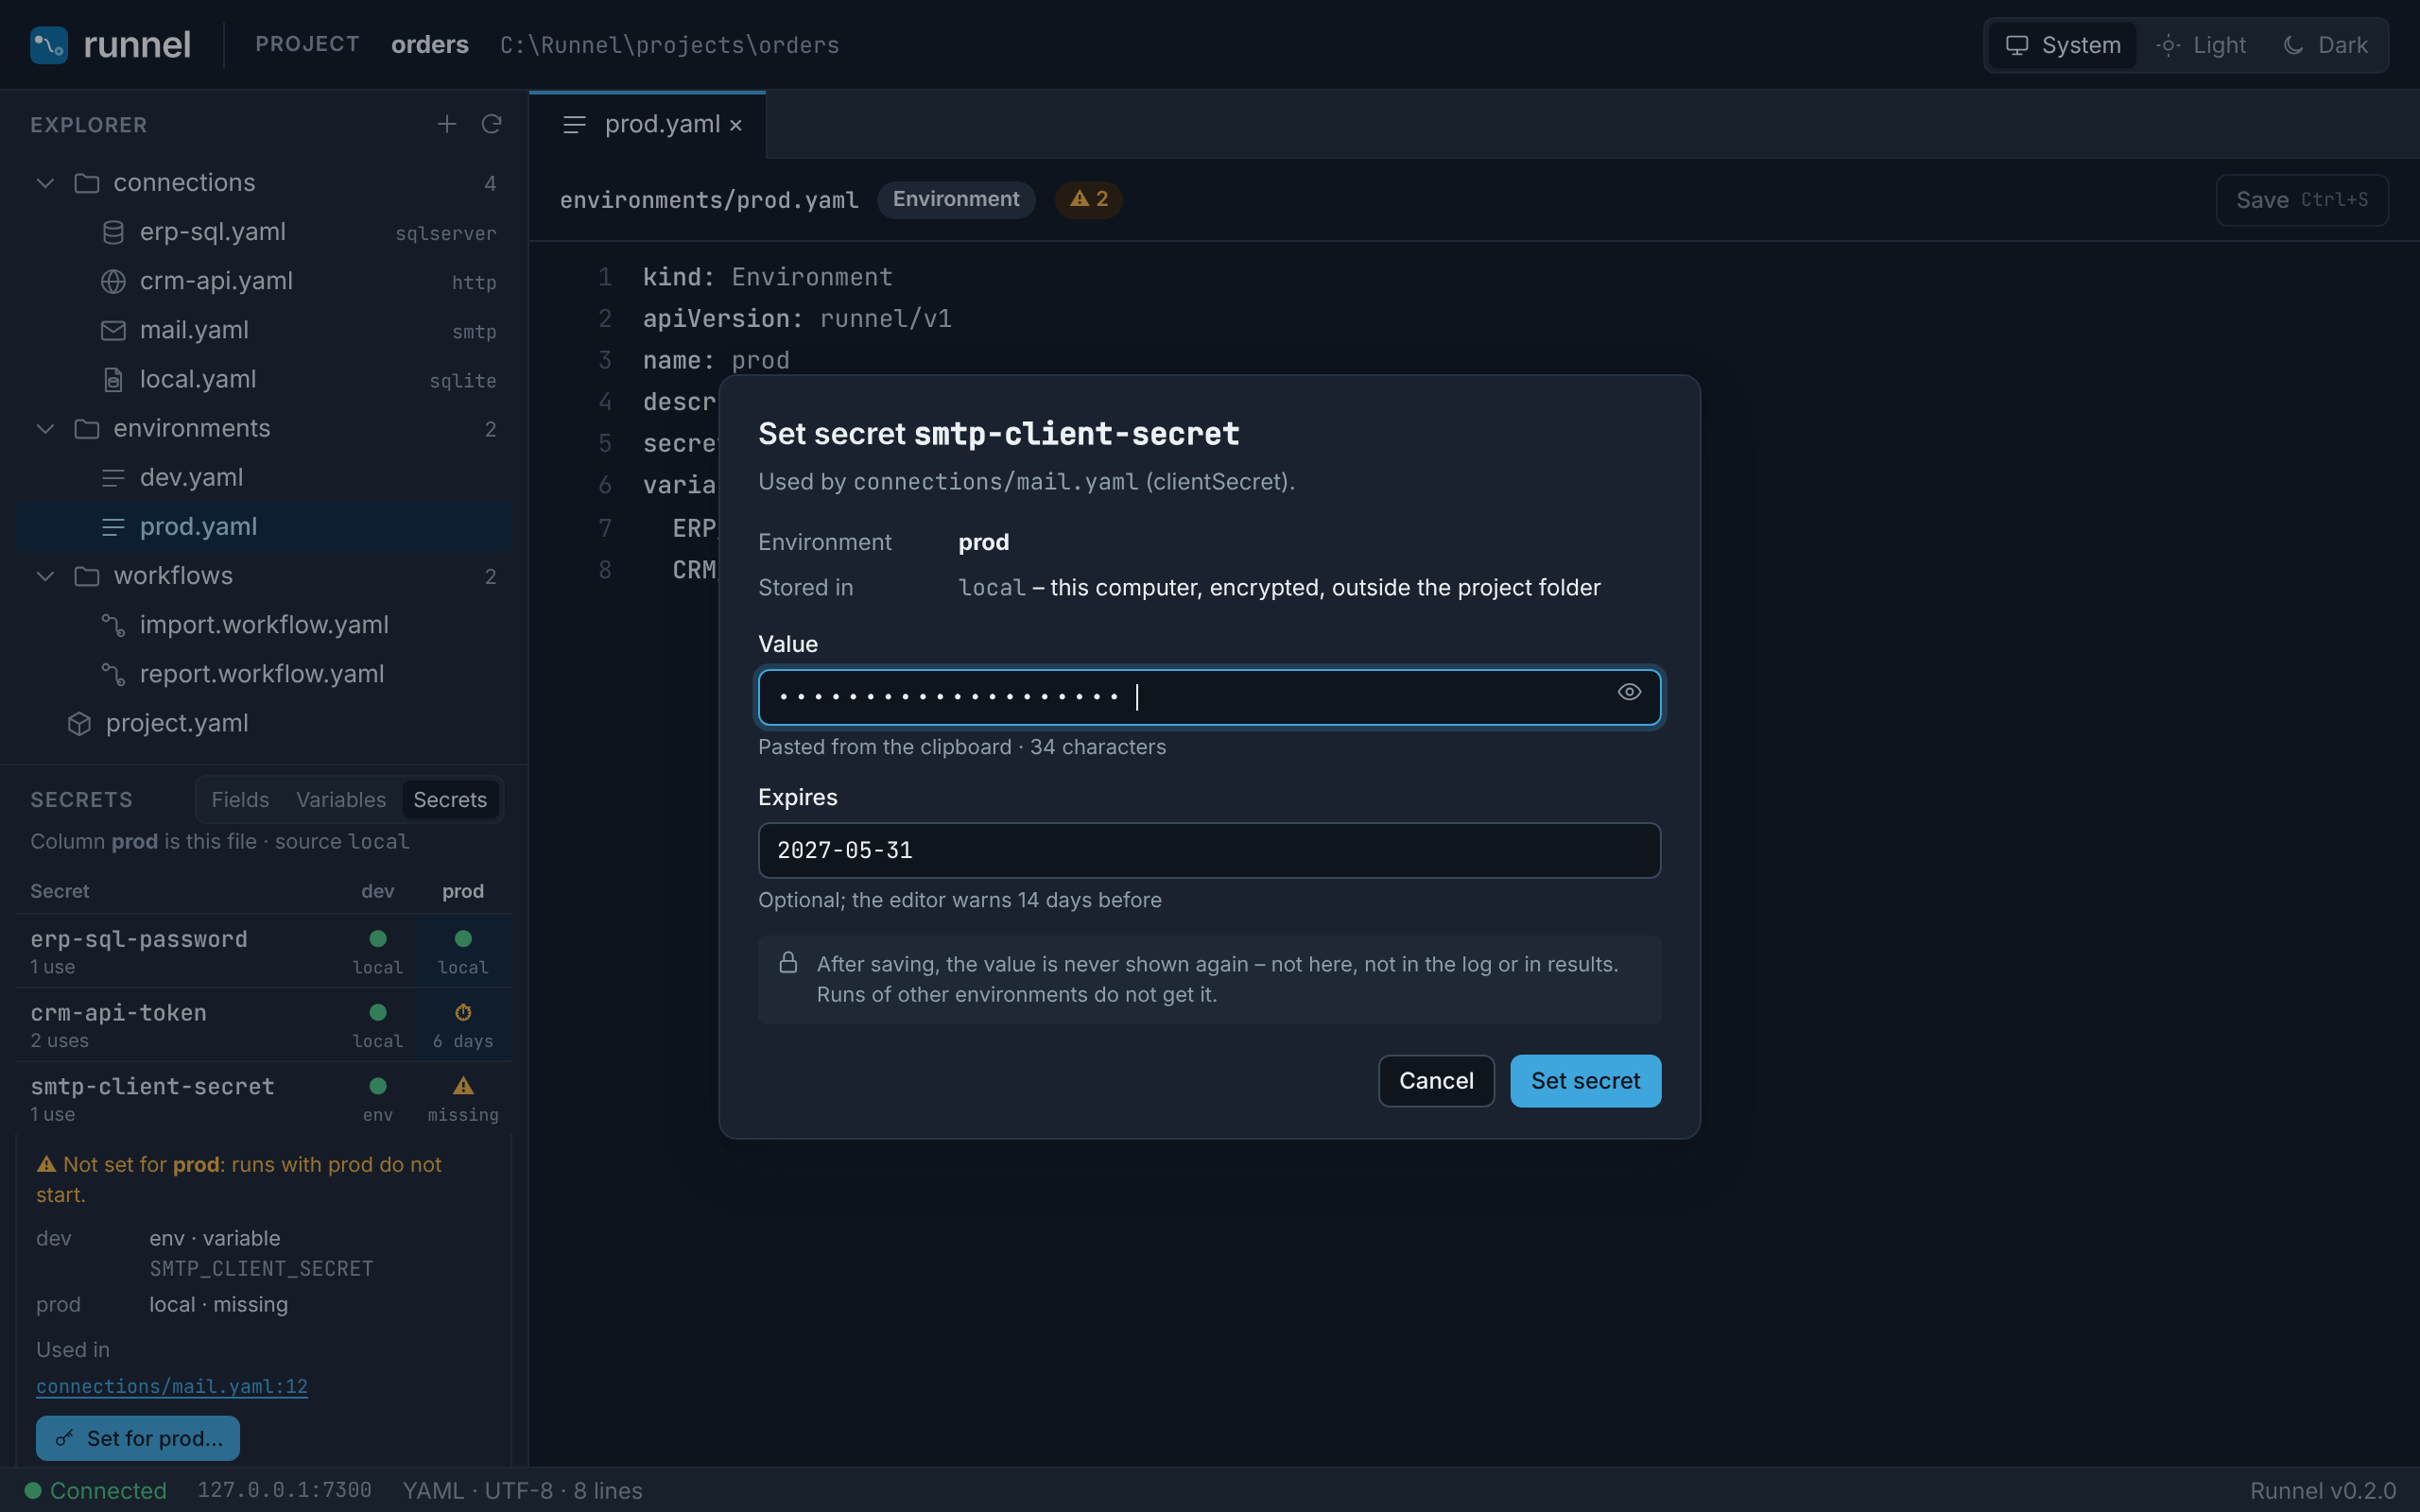 runnel PROJECT orders C:\Runnel\projects\orders System Light Dark
EXPLORER
connections 4
erp-sql.yaml sqlserver
crm-api.yaml http
mail.yaml smtp
local.yaml sqlite
environments 2
dev.yaml
prod.yaml
workflows 2
import.workflow.yaml
report.workflow.yaml
project.yaml
SECRETS Fields Variables Secrets
Column prod is this file · source local
Secret dev prod
erp-sql-password
1 use local local
crm-api-token
2 uses local 6 days
smtp-client-secret
1 use env missing
Not set for prod: runs with prod do not
start.
dev env · variable
SMTP_CLIENT_SECRET
prod local · missing
Used in
connections/mail.yaml:12
Set for prod...
prod.yaml ×
environments/prod.yaml Environment 2 Save Ctrl+S
1 kind: Environment
2 apiVersion: runnel/v1
3 name: prod
4 descr
5 secre
6 varia
7 ERP_
8 CRM_
Set secret smtp-client-secret
Used by connections/mail.yaml (clientSecret).
Environment prod
Stored in local – this computer, encrypted, outside the project folder
Value
••••••••••••••••••••
Pasted from the clipboard · 34 characters
Expires
2027-05-31
Optional; the editor warns 14 days before
After saving, the value is never shown again – not here, not in the log or in results.
Runs of other environments do not get it.
Cancel Set secret
Connected 127.0.0.1:7300 YAML · UTF-8 · 8 lines Runnel v0.2.0